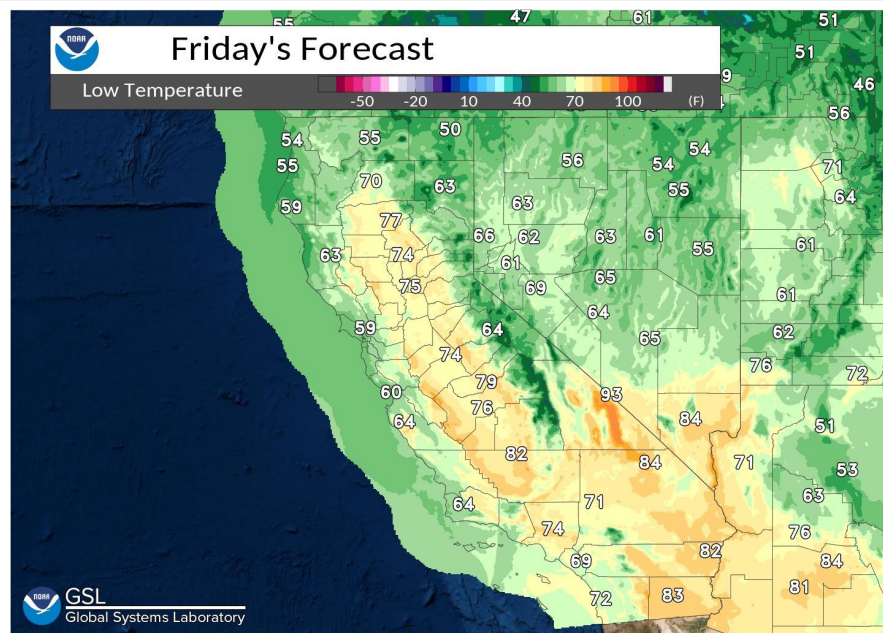 55 47 61 51
NOAA
Friday's Forecast
51
Low Temperature
-50 -20 10 40 70 100 (F)
9 46
56
54 55 50
56 54 54
55 71
70 63 55 64
59 77 63
66 62 63 61 55 61
63 74 61
75 69 65
64 61
59 64 65 62
74 76 72
79
60 76 93
64 84 51
82 84 71 53
64 71 63
74 76
69 82 84
72 83 81
NOAA
GSL
Global Systems Laboratory